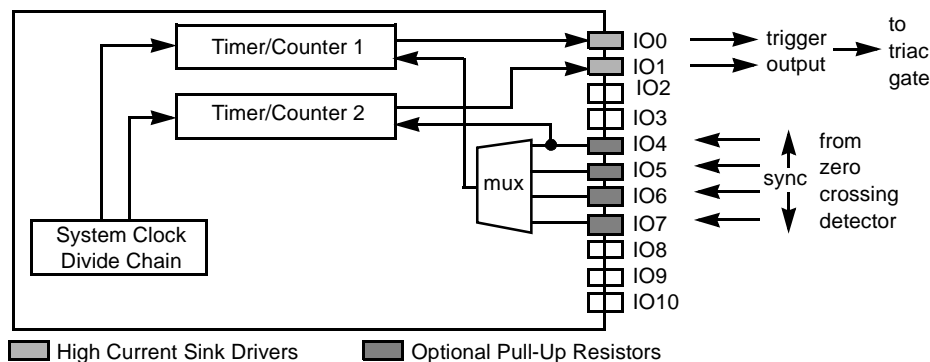 Timer/Counter 1
Timer/Counter 2
mux
System Clock
Divide Chain
IO0
IO1
IO2
IO3
IO4
IO5
IO6
IO7
IO8
IO9
IO10
trigger
output
to
triac
gate
sync
from
zero
crossing
detector
High Current Sink Drivers
Optional Pull-Up Resistors